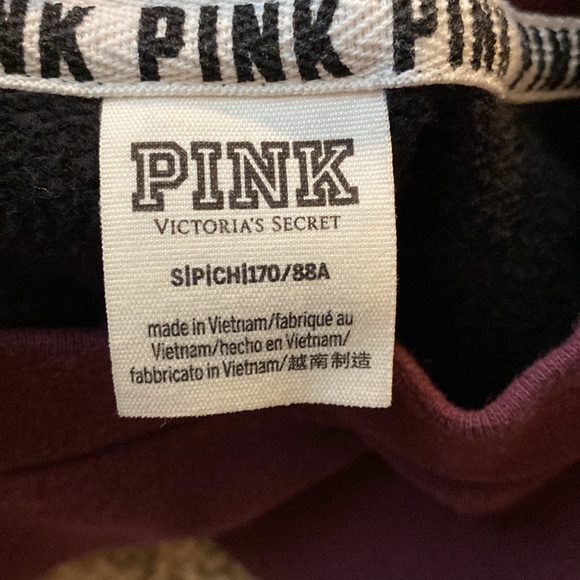 NK PINK PINK
PINK
VICTORIA'S SECRET
S|P|CH|170/88A
made in Vietnam/fabriqué au
Vietnam/hecho en Vietnam/
fabbricato in Vietnam/越南制造